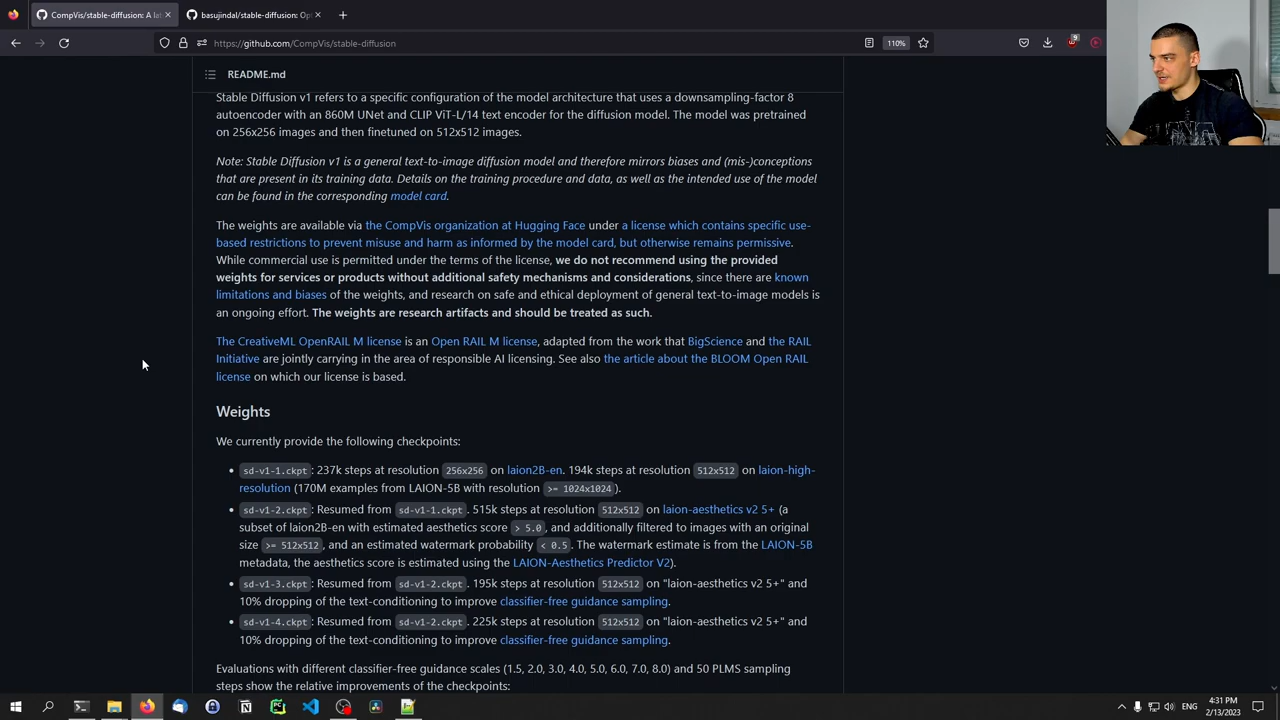 CompVis/stable-diffusion: A lat
basujindal/stable-diffusion: Opt
https://github.com/CompVis/stable-diffusion
110%
9
README.md
Stable Diffusion v1 refers to a specific configuration of the model architecture that uses a downsampling-factor 8
autoencoder with an 860M UNet and CLIP ViT-L/14 text encoder for the diffusion model. The model was pretrained
on 256x256 images and then finetuned on 512x512 images.
Note: Stable Diffusion v1 is a general text-to-image diffusion model and therefore mirrors biases and (mis-)conceptions
that are present in its training data. Details on the training procedure and data, as well as the intended use of the model
can be found in the corresponding model card.
The weights are available via the CompVis organization at Hugging Face under a license which contains specific use-
based restrictions to prevent misuse and harm as informed by the model card, but otherwise remains permissive.
While commercial use is permitted under the terms of the license, we do not recommend using the provided
weights for services or products without additional safety mechanisms and considerations, since there are known
limitations and biases of the weights, and research on safe and ethical deployment of general text-to-image models is
an ongoing effort. The weights are research artifacts and should be treated as such.
The CreativeML OpenRAIL M license is an Open RAIL M license, adapted from the work that BigScience and the RAIL
Initiative are jointly carrying in the area of responsible AI licensing. See also the article about the BLOOM Open RAIL
license on which our license is based.
Weights
We currently provide the following checkpoints:
sd-v1-1.ckpt: 237k steps at resolution 256x256 on laion2B-en. 194k steps at resolution 512x512 on laion-high-
resolution (170M examples from LAION-5B with resolution >= 1024x1024).
sd-v1-2.ckpt: Resumed from sd-v1-1.ckpt. 515k steps at resolution 512x512 on laion-aesthetics v2 5+ (a
subset of laion2B-en with estimated aesthetics score > 5.0, and additionally filtered to images with an original
size >= 512x512, and an estimated watermark probability < 0.5. The watermark estimate is from the LAION-5B
metadata, the aesthetics score is estimated using the LAION-Aesthetics Predictor V2).
sd-v1-3.ckpt: Resumed from sd-v1-2.ckpt. 195k steps at resolution 512x512 on "laion-aesthetics v2 5+" and
10% dropping of the text-conditioning to improve classifier-free guidance sampling.
sd-v1-4.ckpt: Resumed from sd-v1-2.ckpt. 225k steps at resolution 512x512 on "laion-aesthetics v2 5+" and
10% dropping of the text-conditioning to improve classifier-free guidance sampling.
Evaluations with different classifier-free guidance scales (1.5, 2.0, 3.0, 4.0, 5.0, 6.0, 7.0, 8.0) and 50 PLMS sampling
steps show the relative improvements of the checkpoints:
ENG
4:31 PM
2/13/2023